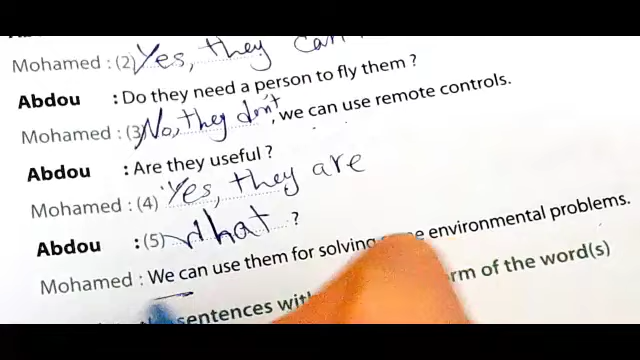 Mohamed : (2) Yes, they can
Abdou : Do they need a person to fly them ?
Mohamed : (3) No, they don't, we can use remote controls.
Abdou : Are they useful ?
Mohamed : (4) Yes, they are
Abdou : (5) What ?
Mohamed : We can use them for solving environmental problems.
sentences with rm of the word(s)